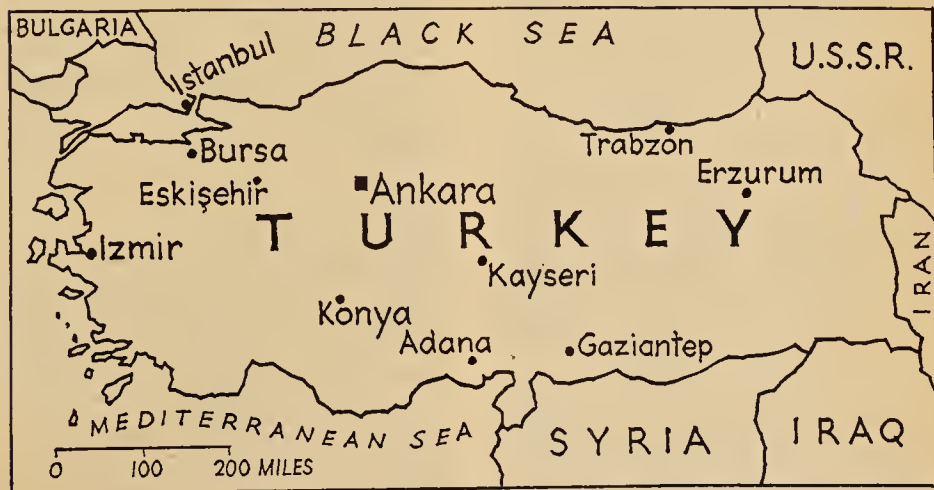 BULGARIA
BLACK SEA
U.S.S.R.
Istanbul
Bursa
Trabzon
Eskişehir
Ankara
Erzurum
TURKEY
Izmir
Kayseri
IRAN
Konya
Adana
Gaziantep
MEDITERRANEAN SEA
SYRIA
IRAQ
0 100 200 MILES